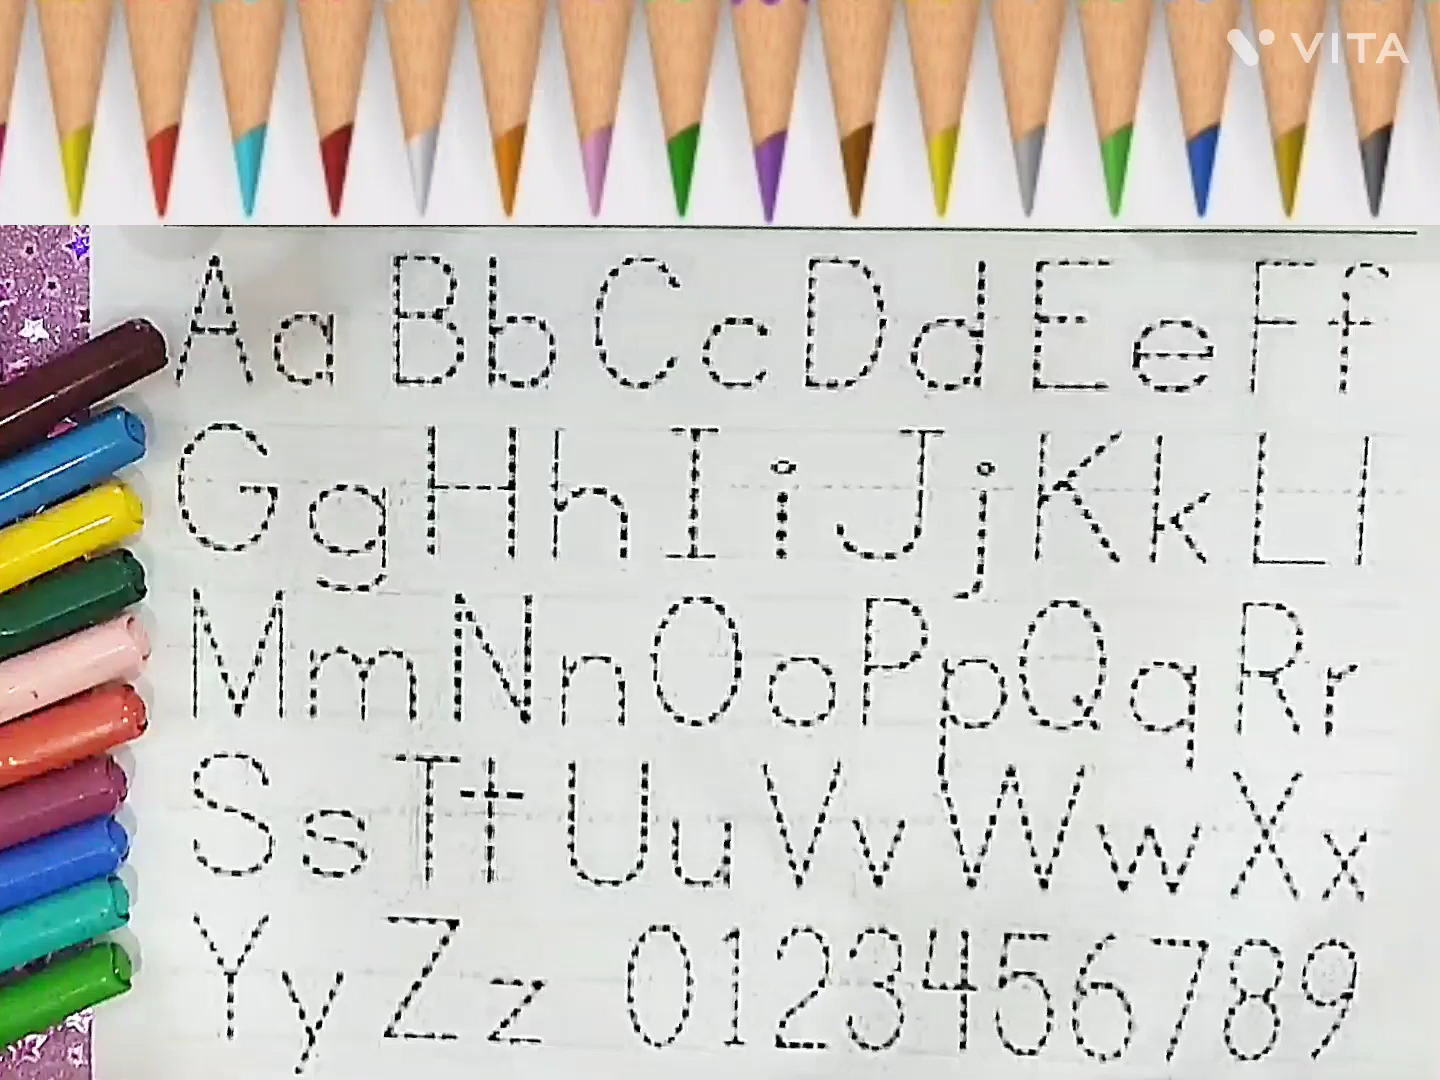 VITA
Aa Bb Cc Dd Ee Ff
Gg Hh Ii Jj Kk Ll
Mm Nn Oo Pp Qq Rr
Ss Tt Uu Vv Ww Xx
Yy Zz 0123456789